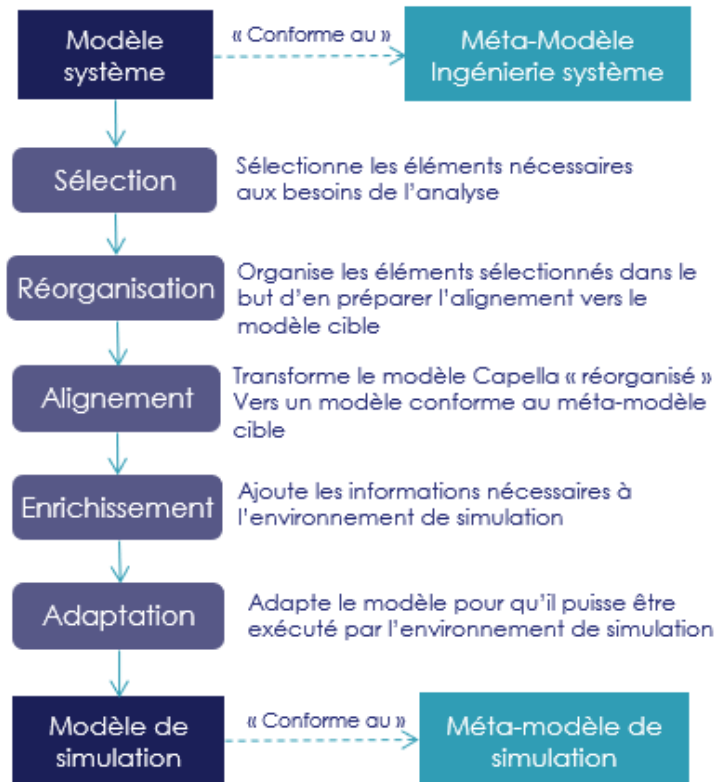 Modèle
système
« Conforme au »
Méta-Modèle
Ingénierie système
Sélection
Sélectionne les éléments nécessaires
aux besoins de l'analyse
Réorganisation
Organise les éléments sélectionnés dans le
but d'en préparer l'alignement vers le
modèle cible
Alignement
Transforme le modèle Capella « réorganisé »
Vers un modèle conforme au méta-modèle
cible
Enrichissement
Ajoute les informations nécessaires à
l'environnement de simulation
Adaptation
Adapte le modèle pour qu'il puisse être
exécuté par l'environnement de simulation
Modèle de
simulation
« Conforme au »
Méta-modèle de
simulation